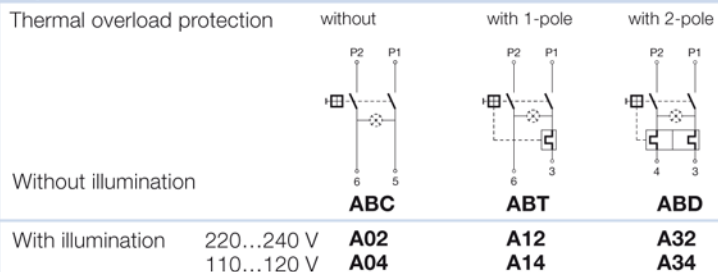 Thermal overload protection without with 1-pole with 2-pole
P2 P1 P2 P1 P2 P1
6 5 6 3 4 3
Without illumination
ABC ABT ABD
With illumination 220...240 V A02 A12 A32
110...120 V A04 A14 A34